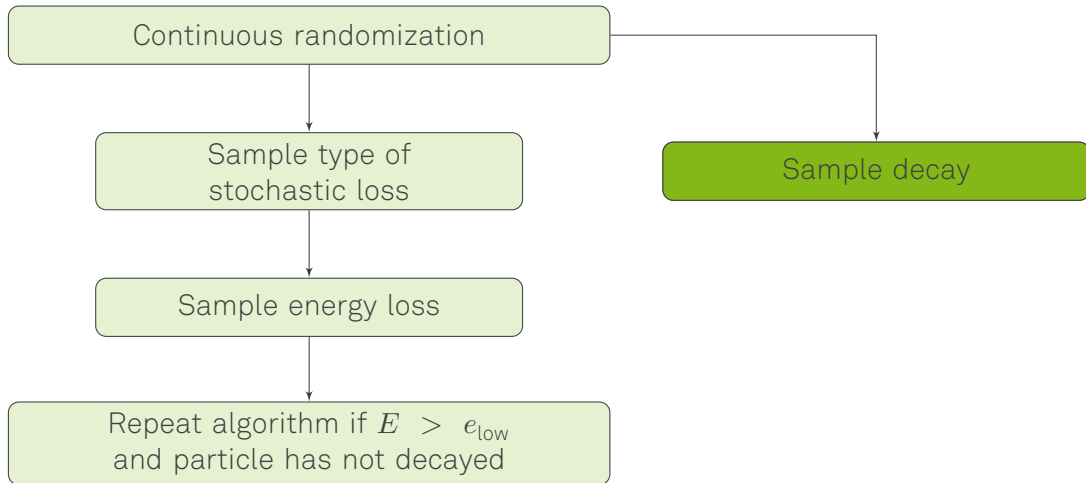 Continuous randomization
Sample type of
stochastic loss
Sample decay
Sample energy loss
Repeat algorithm if E > e_low
and particle has not decayed